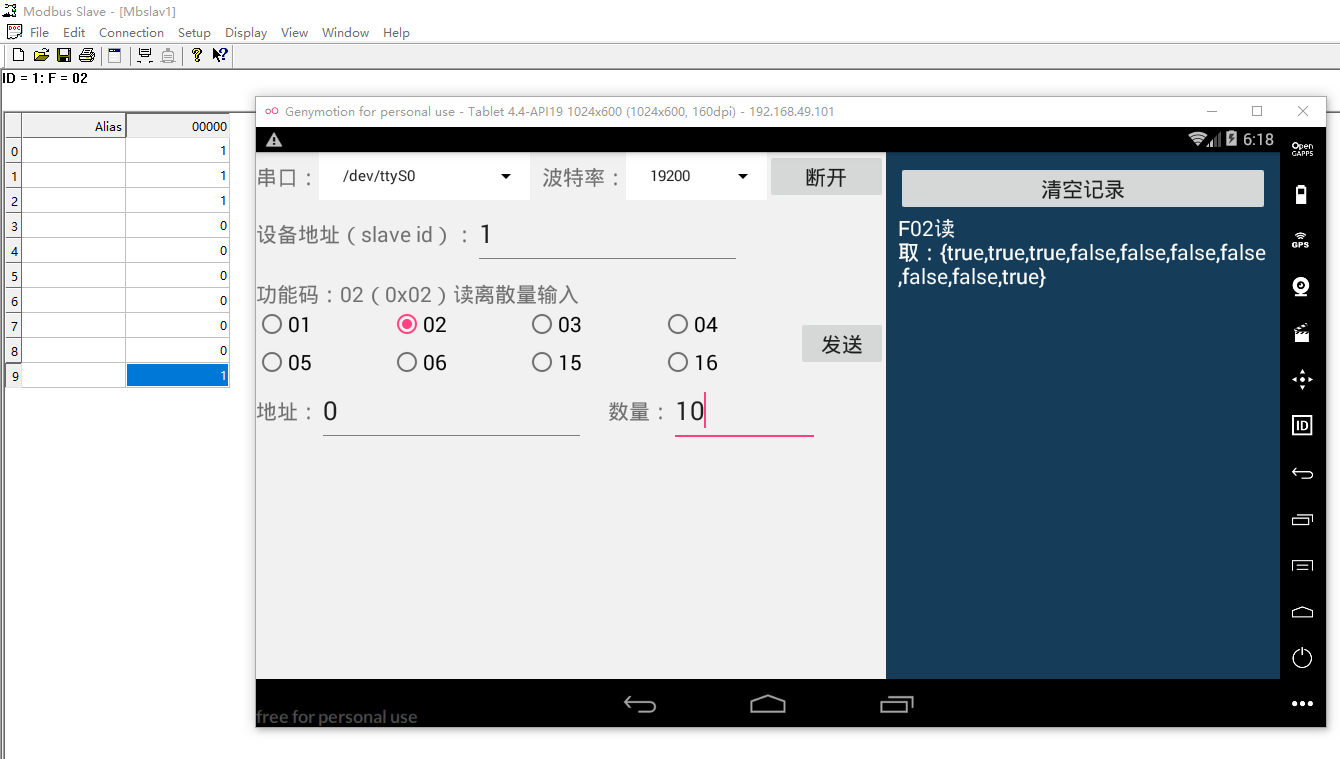 Modbus Slave - [Mbslav1]
File Edit Connection Setup Display View Window Help
ID = 1: F = 02
Alias 00000
0 1
1 1
2 1
3 0
4 0
5 0
6 0
7 0
8 0
9 1
Genymotion for personal use - Tablet 4.4-API19 1024x600 (1024x600, 160dpi) - 192.168.49.101
6:18
串口： /dev/ttyS0 波特率： 19200 断开
设备地址（slave id）：1
功能码：02（0x02）读离散量输入
01 02 03 04
05 06 15 16
发送
地址：0 数量：10
清空记录
F02读
取：{true,true,true,false,false,false,false
,false,false,true}
Open
GAPPS
GPS
ID
free for personal use